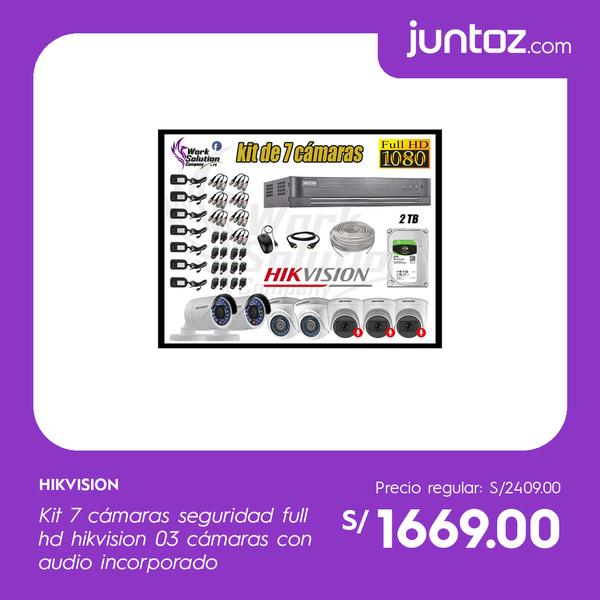 juntoz.com
Work
Solution
Company
kit de 7 cámaras
Full HD
1080
2 TB
HIKVISION
HIKVISION
Kit 7 cámaras seguridad full
hd hikvision 03 cámaras con
audio incorporado
Precio regular: S/2409.00
S/ 1669.00